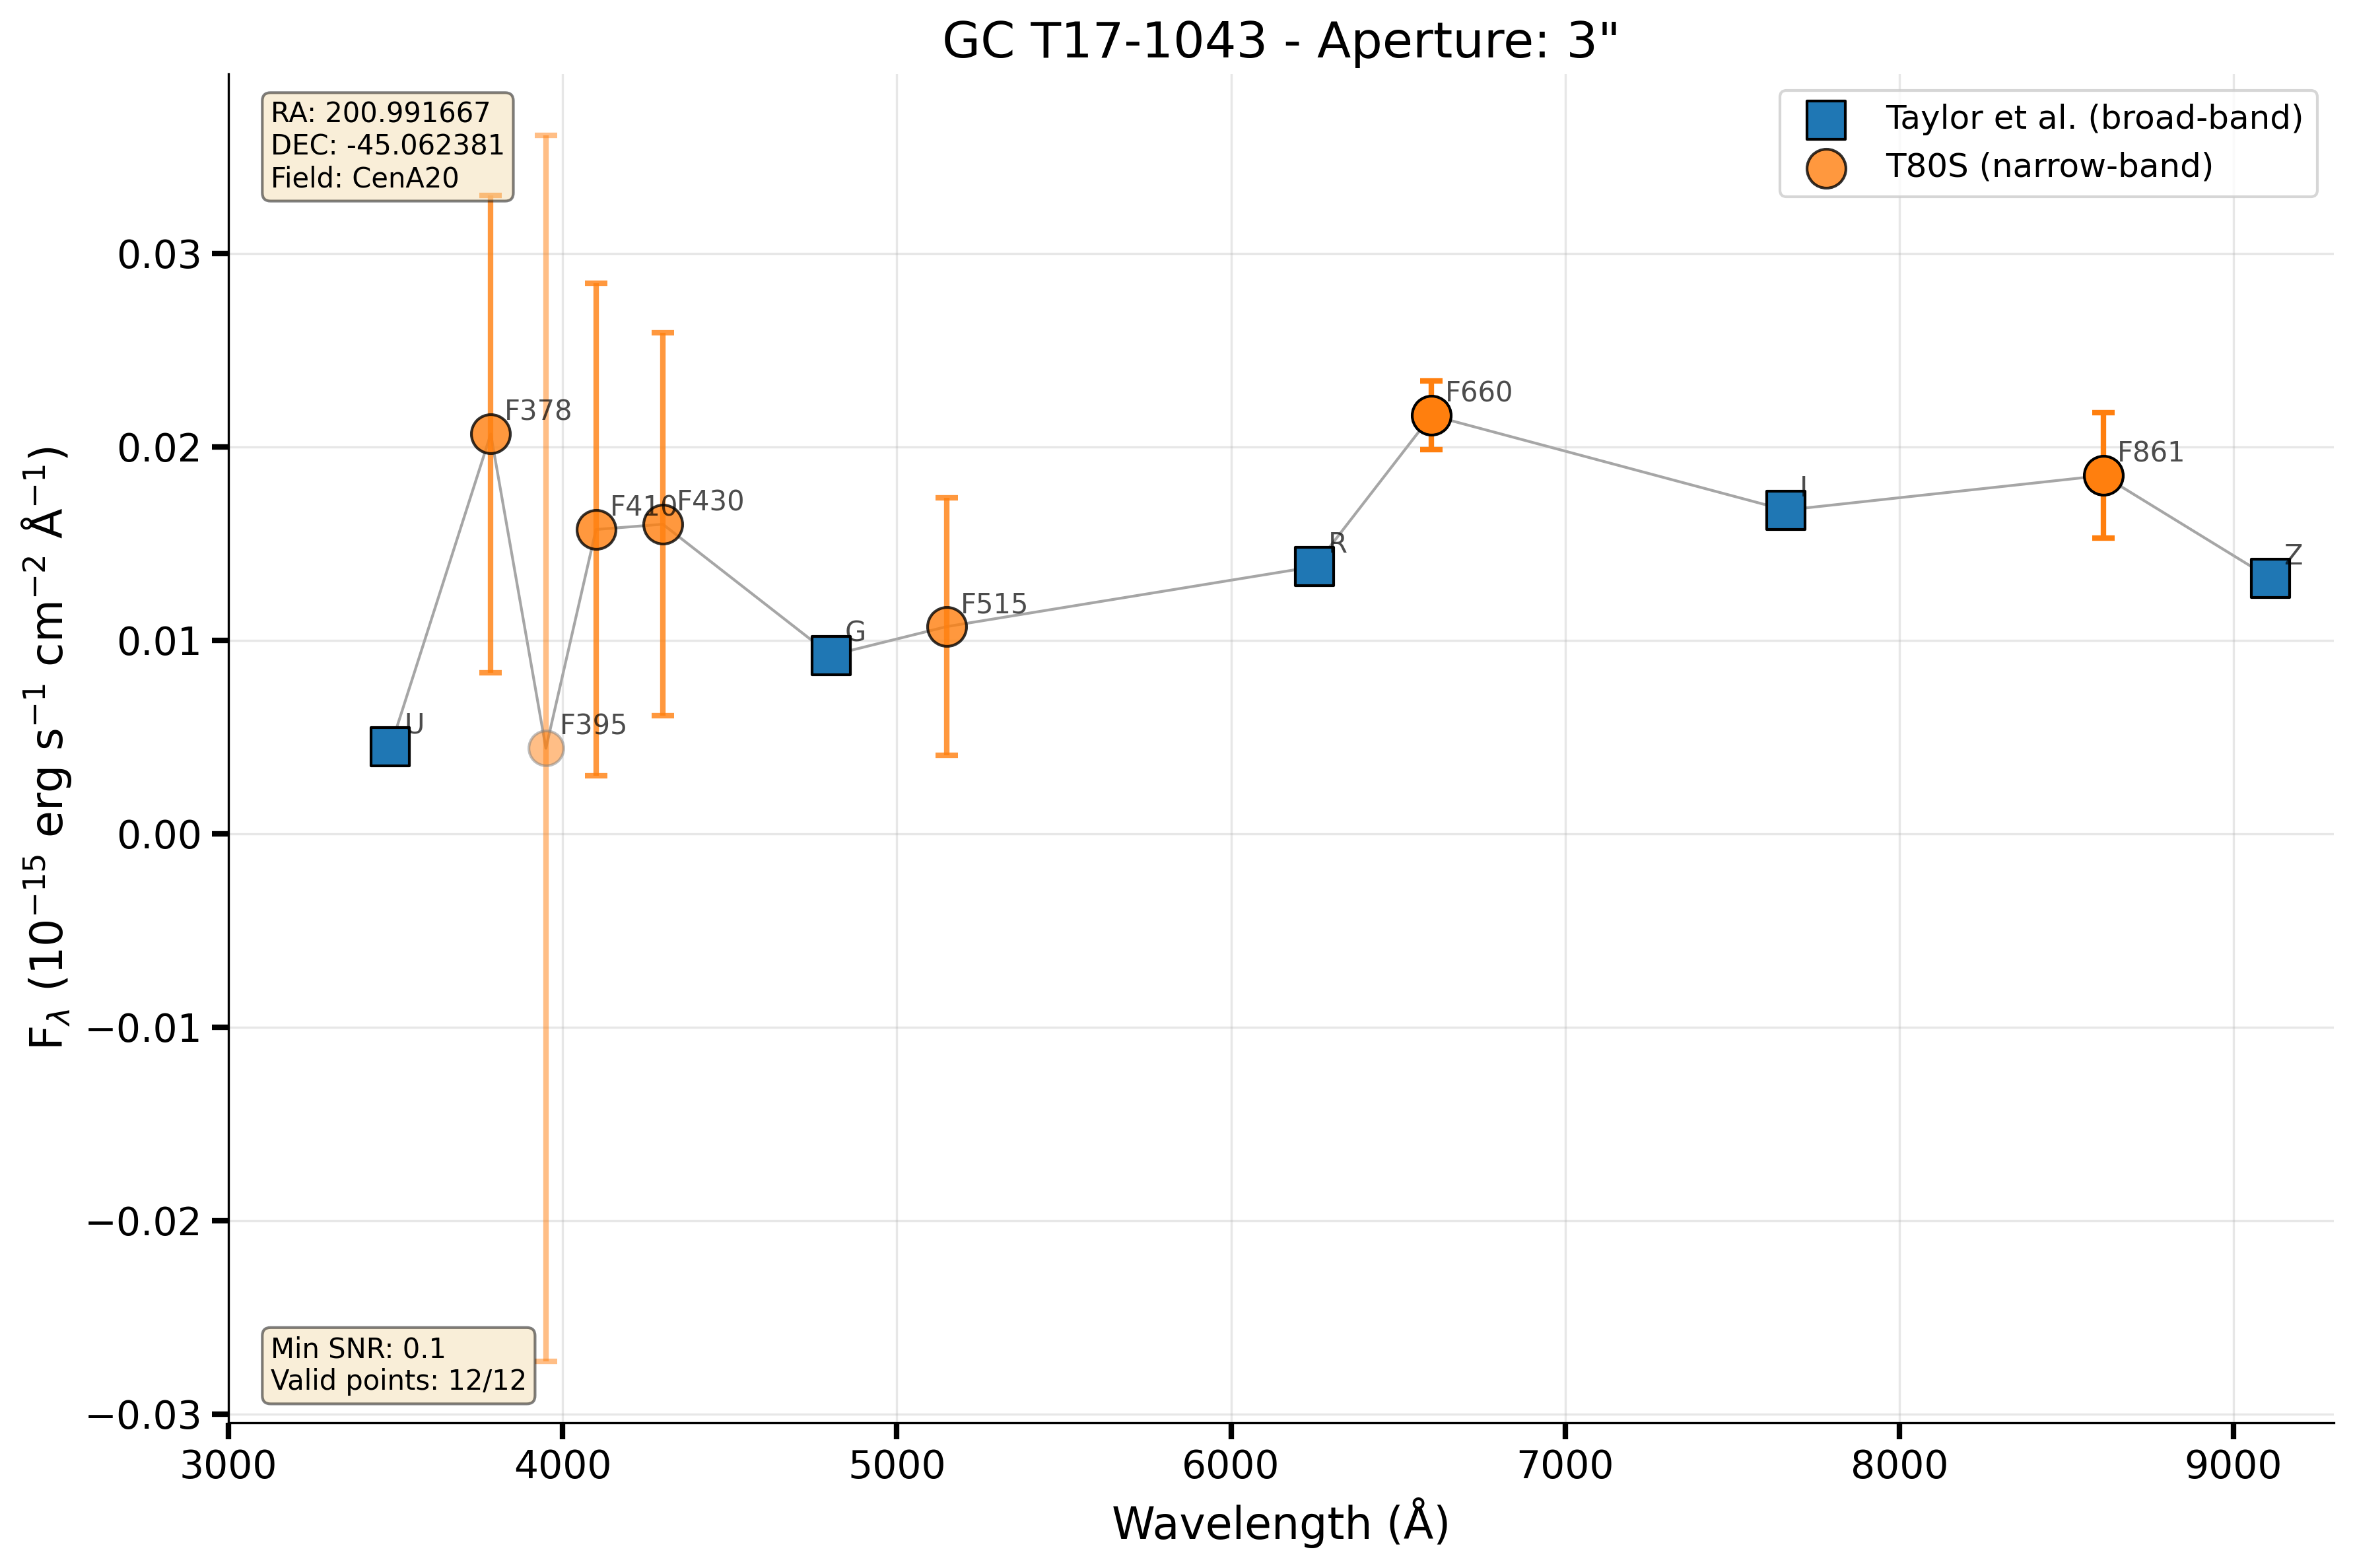 GC T17-1043 - Aperture: 3"
RA: 200.991667
DEC: -45.062381
Field: CenA20
Taylor et al. (broad-band)
T80S (narrow-band)
0.03
0.02
0.01
0.00
−0.01
−0.02
−0.03
F_λ (10⁻¹⁵ erg s⁻¹ cm⁻² Å⁻¹)
U
F378
F395
F410
F430
G
F515
R
F660
I
F861
Z
Min SNR: 0.1
Valid points: 12/12
3000
4000
5000
6000
7000
8000
9000
Wavelength (Å)